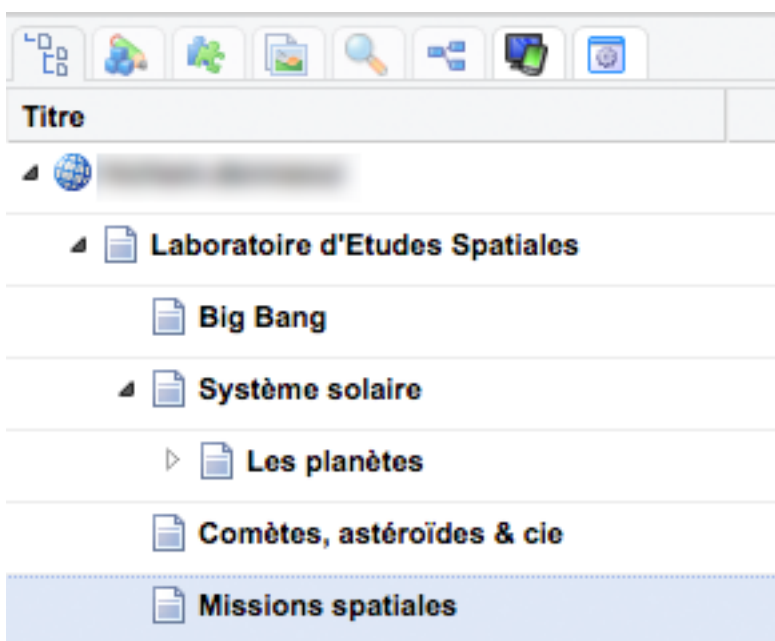 Titre
Laboratoire d'Etudes Spatiales
Big Bang
Système solaire
Les planètes
Comètes, astéroïdes & cie
Missions spatiales